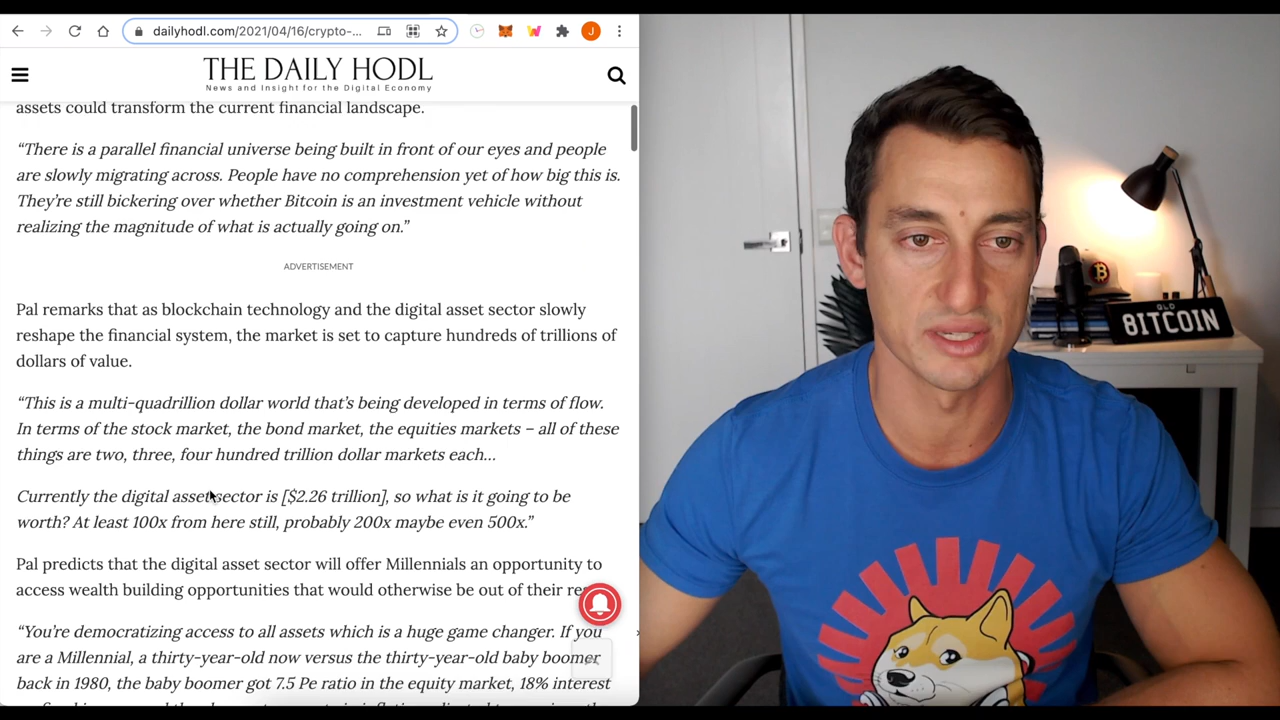 dailyhodl.com/2021/04/16/crypto-...
J
THE DAILY HODL
News and Insight for the Digital Economy
assets could transform the current financial landscape.
“There is a parallel financial universe being built in front of our eyes and people
are slowly migrating across. People have no comprehension yet of how big this is.
They’re still bickering over whether Bitcoin is an investment vehicle without
realizing the magnitude of what is actually going on.”
ADVERTISEMENT
Pal remarks that as blockchain technology and the digital asset sector slowly
reshape the financial system, the market is set to capture hundreds of trillions of
dollars of value.
“This is a multi-quadrillion dollar world that’s being developed in terms of flow.
In terms of the stock market, the bond market, the equities markets – all of these
things are two, three, four hundred trillion dollar markets each…
Currently the digital asset sector is [$2.26 trillion], so what is it going to be
worth? At least 100x from here still, probably 200x maybe even 500x.”
Pal predicts that the digital asset sector will offer Millennials an opportunity to
access wealth building opportunities that would otherwise be out of their
“You’re democratizing access to all assets which is a huge game changer. If you
are a Millennial, a thirty-year-old now versus the thirty-year-old baby boomer
back in 1980, the baby boomer got 7.5 Pe ratio in the equity market, 18% interest
QLD
8ITCOIN